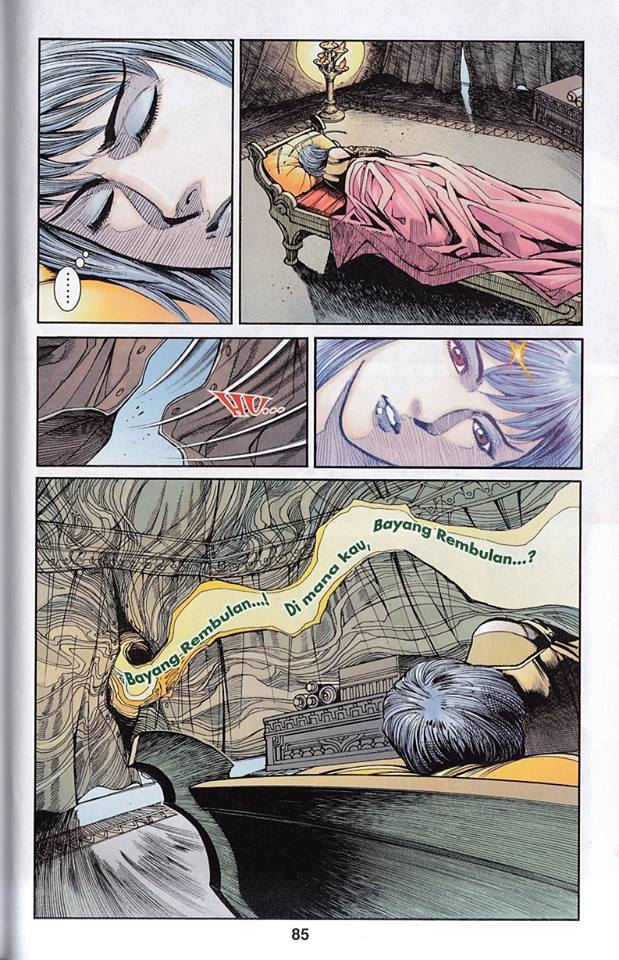 .....
HU...
Bayang Rembulan...!
Di mana kau,
Bayang Rembulan...?
85